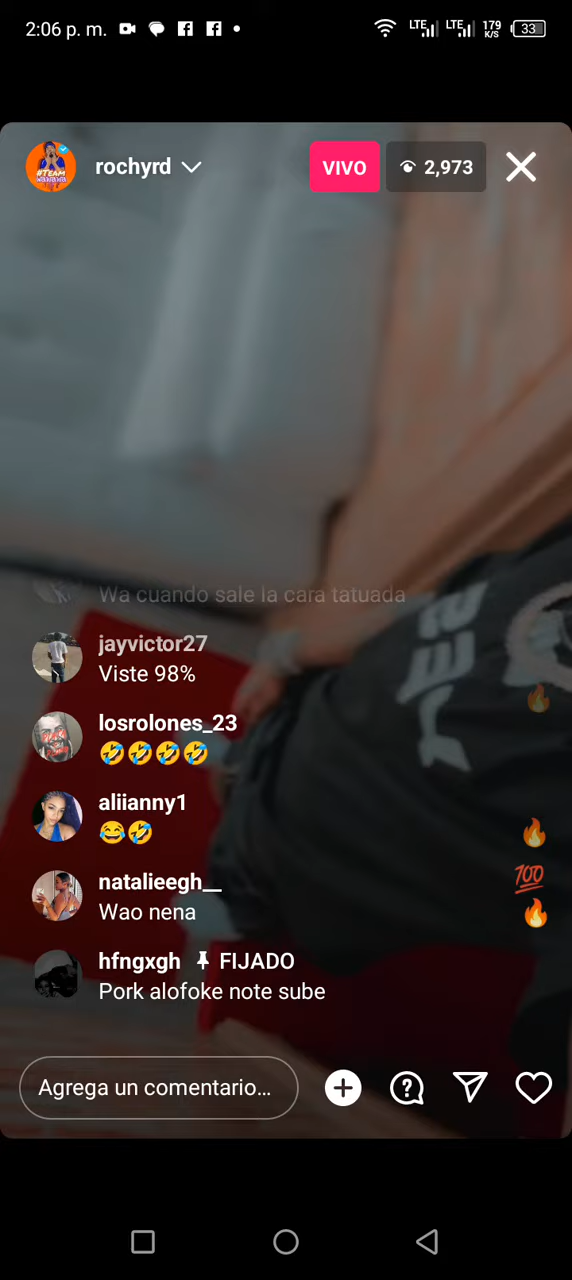 2:06 p. m.
LTE LTE 179 K/S 33
rochyrd
VIVO
2,973
#TEAM
Wa cuando sale la cara tatuada
jayvictor27
Viste 98%
losrolones_23
🤣🤣🤣🤣
aliianny1
😂🤣
natalieegh__
Wao nena
💯
hfngxgh FIJADO
Pork alofoke note sube
Agrega un comentario...